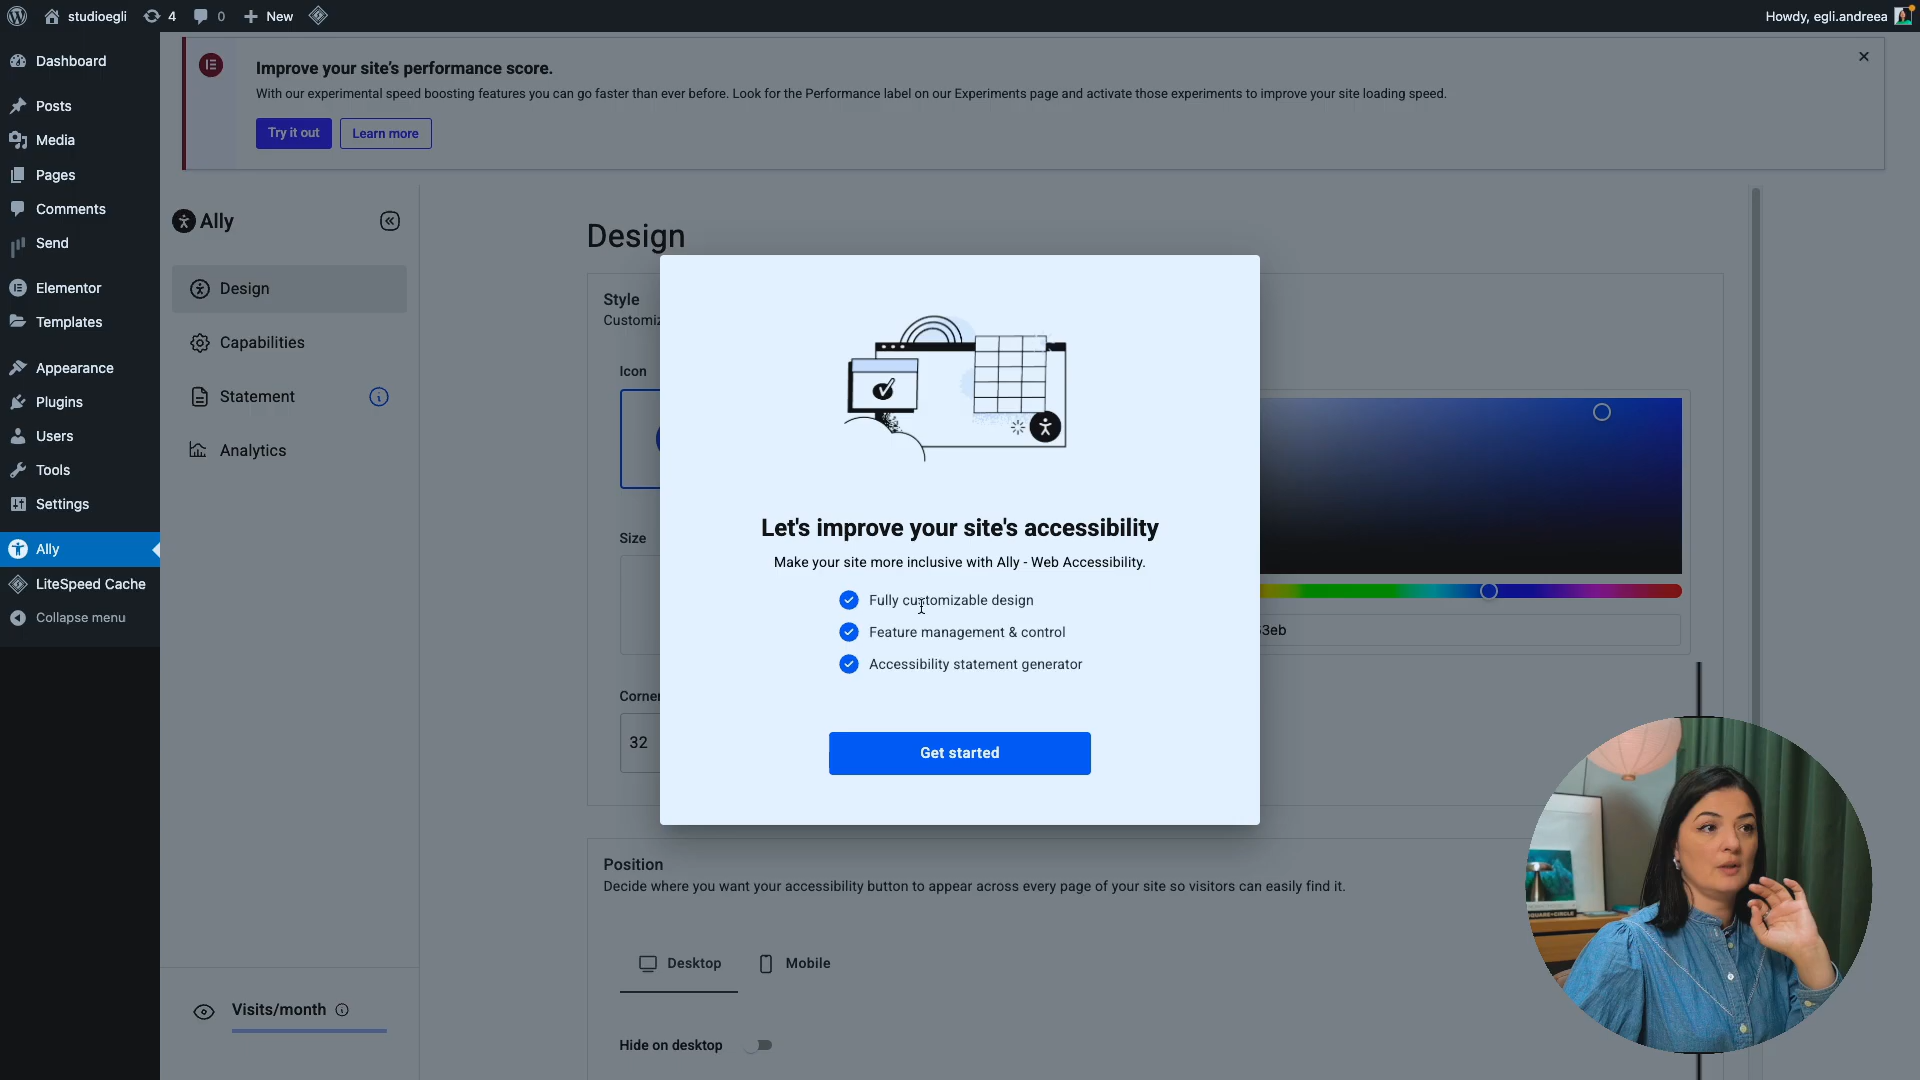 studioegli
4
0
New
Howdy, egli.andreea
Dashboard
Posts
Media
Pages
Comments
Send
Elementor
Templates
Appearance
Plugins
Users
Tools
Settings
Ally
LiteSpeed Cache
Collapse menu
Improve your site's performance score.
With our experimental speed boosting features you can go faster than ever before. Look for the Performance label on our Experiments page and activate those experiments to improve your site loading speed.
Try it out
Learn more
Ally
Design
Capabilities
Statement
Analytics
Visits/month
Design
Style
Customiz
Icon
Size
Corner
32
3eb
Let's improve your site's accessibility
Make your site more inclusive with Ally - Web Accessibility.
Fully customizable design
Feature management & control
Accessibility statement generator
Get started
Position
Decide where you want your accessibility button to appear across every page of your site so visitors can easily find it.
Desktop
Mobile
Hide on desktop